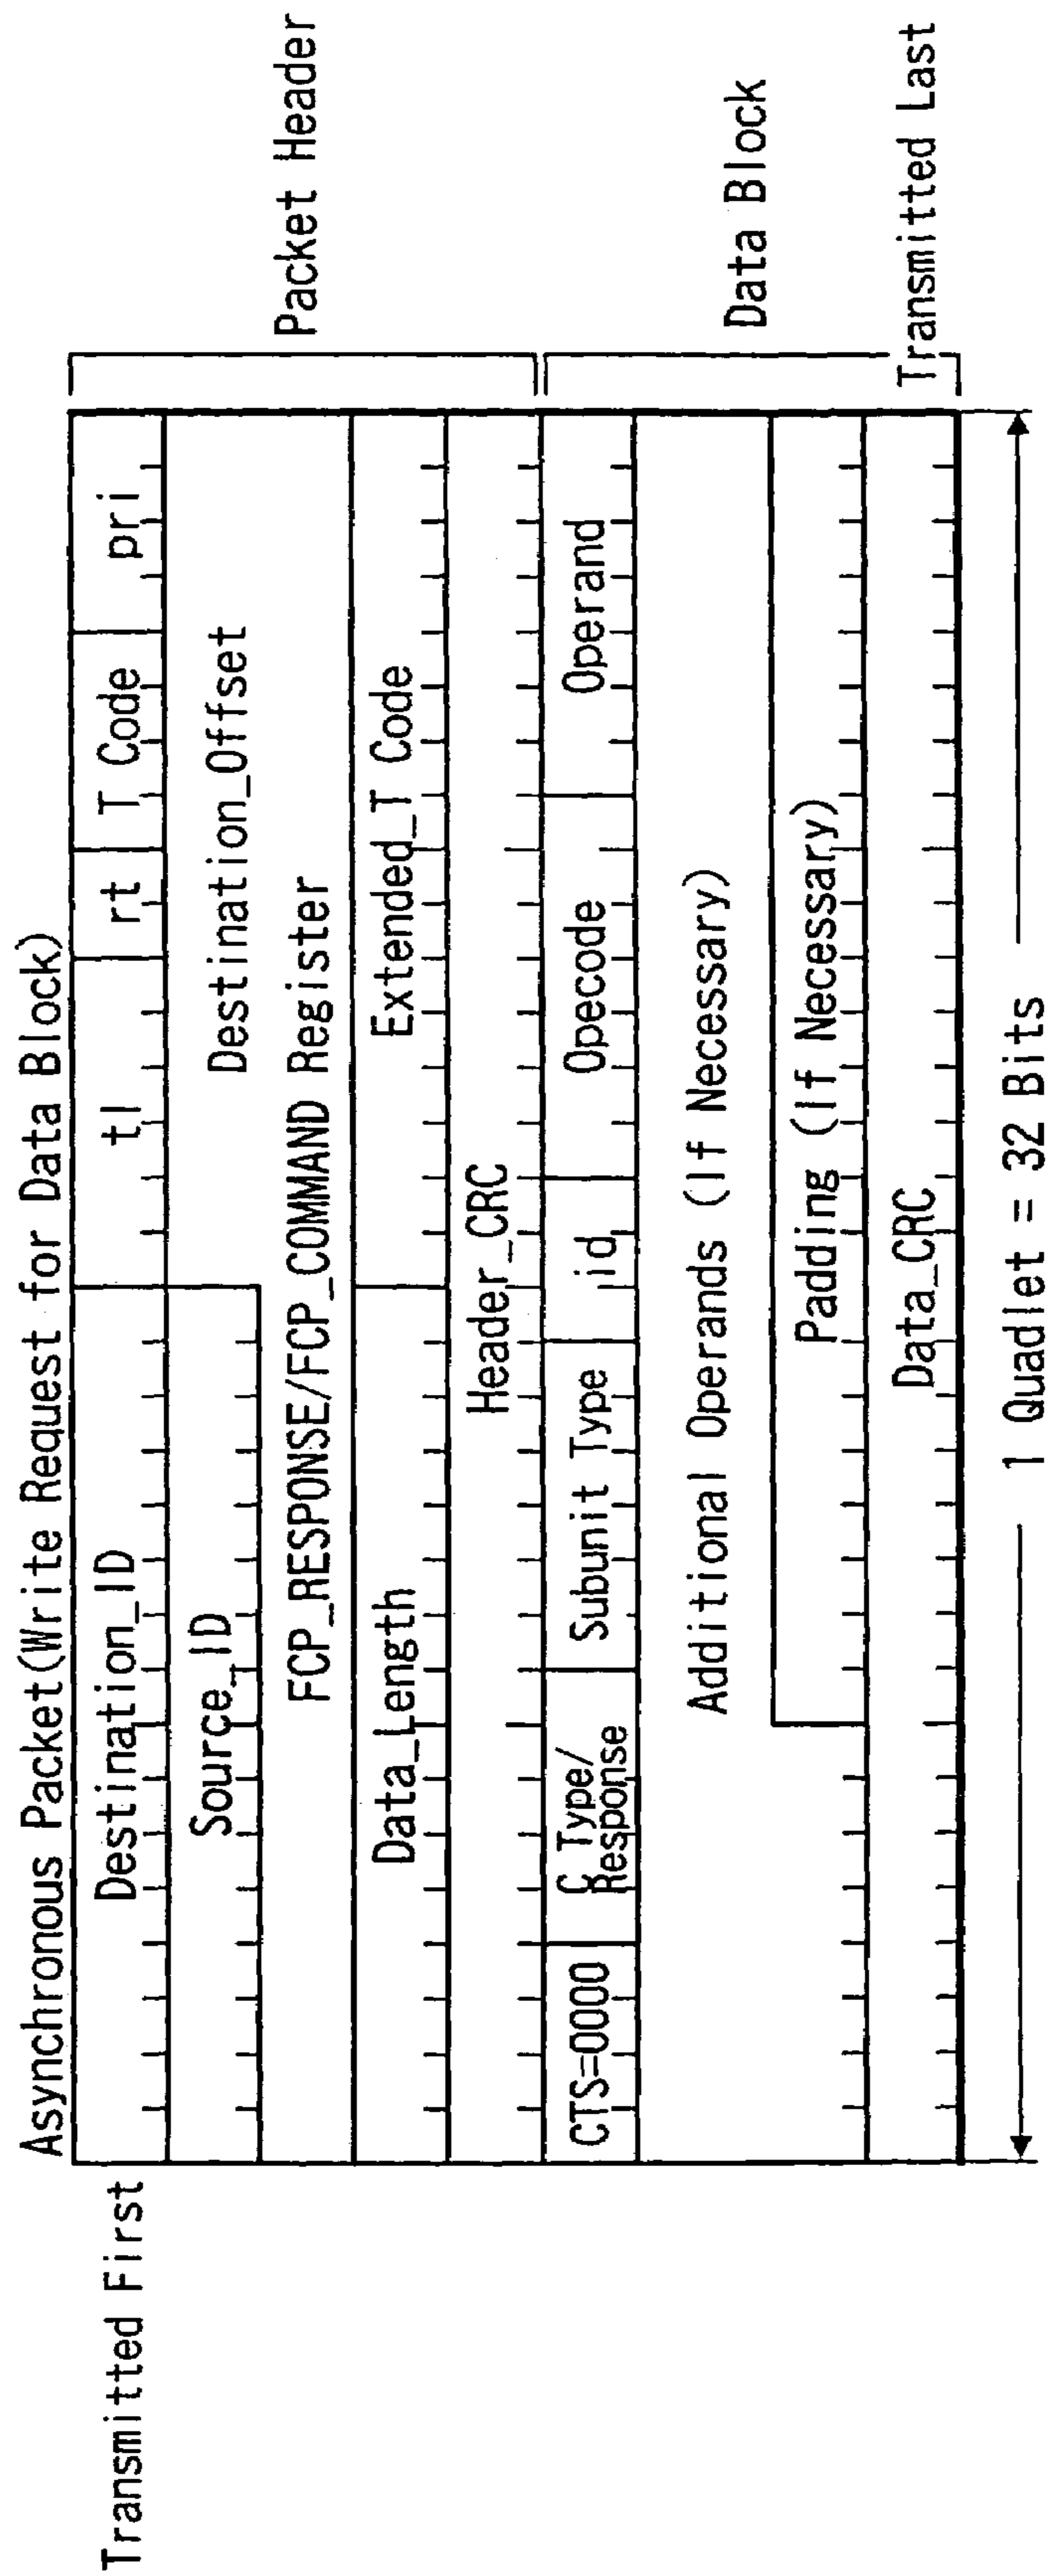 Asynchronous Packet(Write Request for Data Block)
Transmitted First
Destination_ID
tl
rt
T Code
pri
Source_ID
Destination_Offset
FCP_RESPONSE/FCP_COMMAND Register
Packet Header
Data_Length
Extended_T Code
Header_CRC
CTS=0000
C Type/
Response
Subunit Type
id
Opecode
Operand
Additional Operands (If Necessary)
Data Block
Padding (If Necessary)
Data_CRC
Transmitted Last
1 Quadlet = 32 Bits